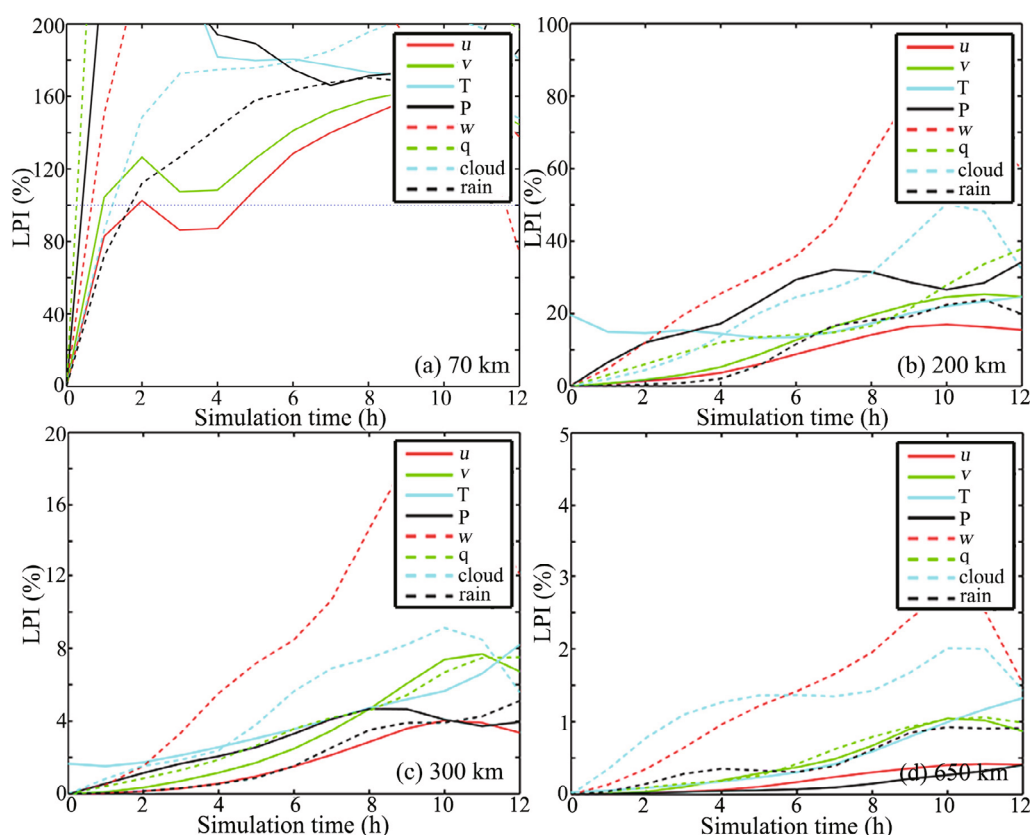 200
160
120
80
40
0
LPI (%)
0
2
4
6
8
12
Simulation time (h)
u
v
T
P
w
q
cloud
rain
(a) 70 km
100
80
60
40
20
0
LPI (%)
0
2
4
6
8
10
12
Simulation time (h)
u
v
T
P
w
q
cloud
rain
(b) 200 km
20
16
12
8
4
0
LPI (%)
0
2
4
6
8
10
12
Simulation time (h)
u
v
T
P
w
q
cloud
rain
(c) 300 km
5
4
3
2
1
0
LPI (%)
0
2
4
6
8
10
12
Simulation time (h)
u
v
T
P
w
q
cloud
rain
(d) 650 km